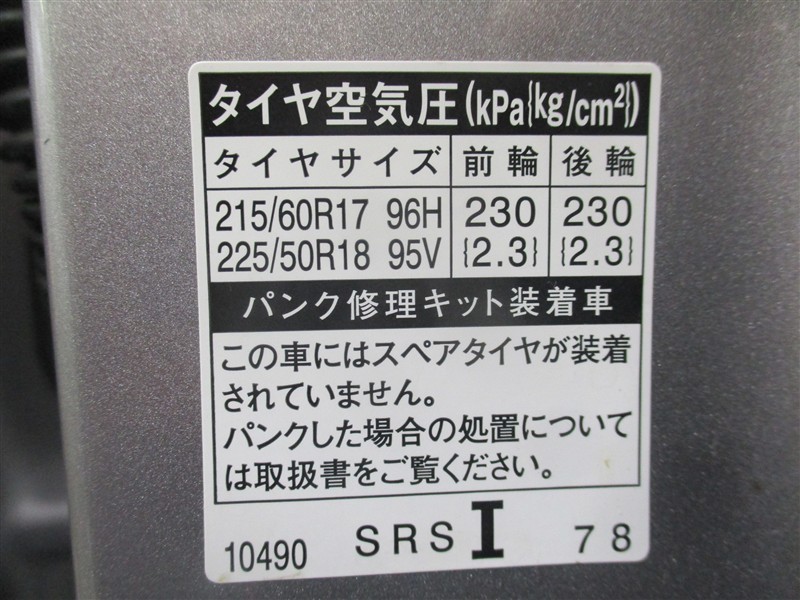 タイヤ空気圧(kPa{kg/cm²})
タイヤサイズ 前輪 後輪
215/60R17 96H 230 230
225/50R18 95V {2.3} {2.3}
パンク修理キット装着車
この車にはスペアタイヤが装着
されていません。
パンクした場合の処置について
は取扱書をご覧ください。
10490 SRS I 78